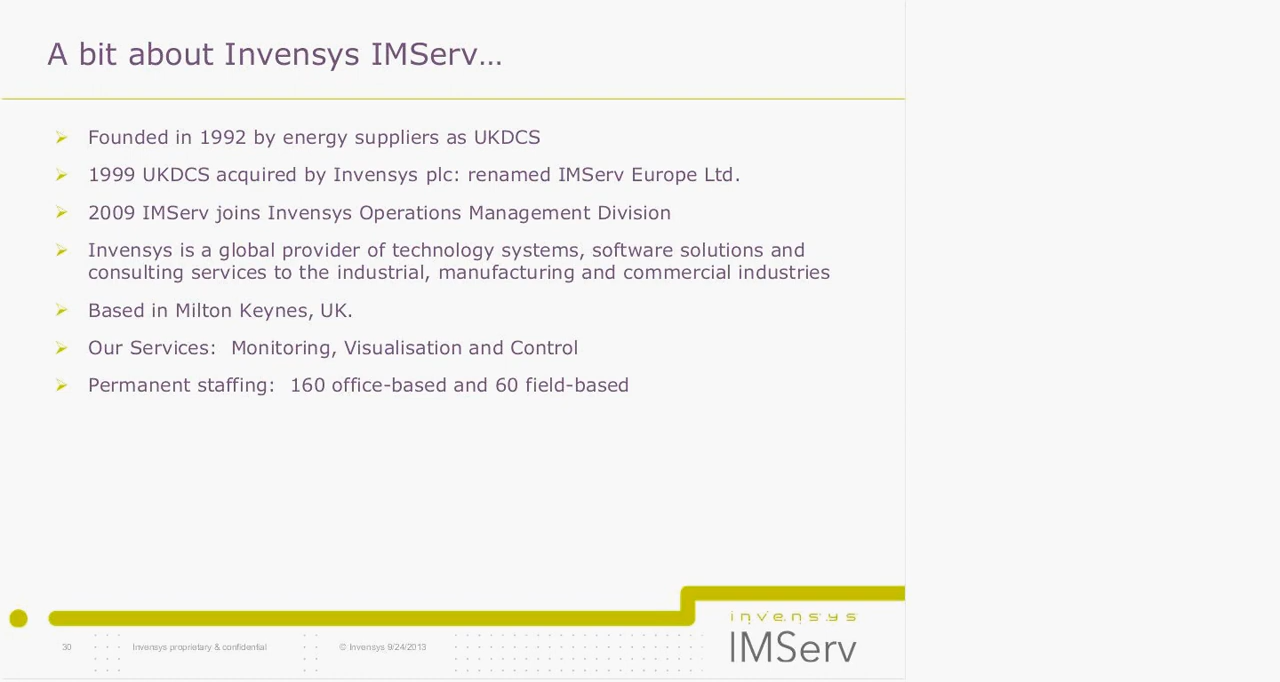 A bit about Invensys IMServ…
Founded in 1992 by energy suppliers as UKDCS
1999 UKDCS acquired by Invensys plc: renamed IMServ Europe Ltd.
2009 IMServ joins Invensys Operations Management Division
Invensys is a global provider of technology systems, software solutions and
consulting services to the industrial, manufacturing and commercial industries
Based in Milton Keynes, UK.
Our Services:  Monitoring, Visualisation and Control
Permanent staffing:  160 office-based and 60 field-based
invensys
IMServ
30
Invensys proprietary & confidential
© Invensys 9/24/2013